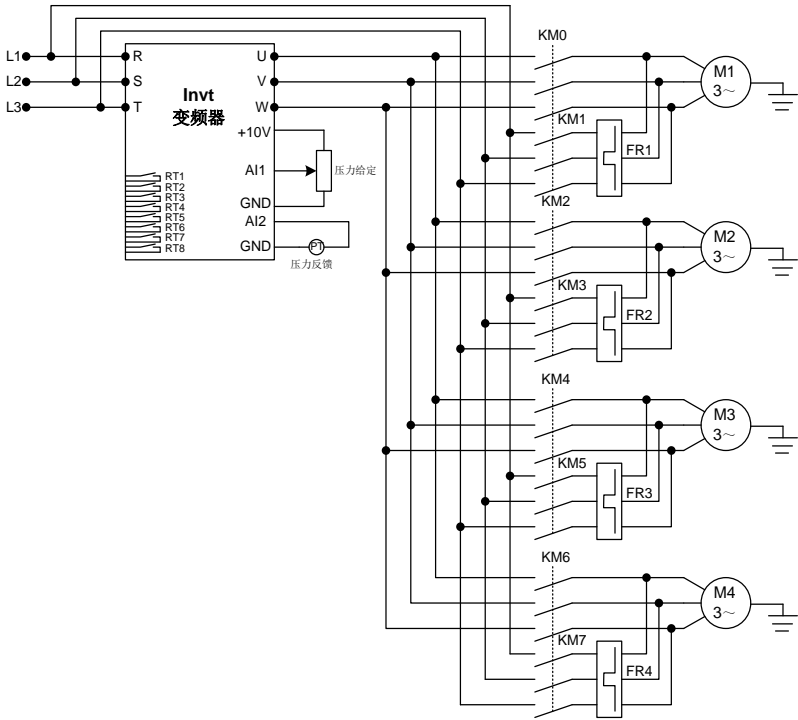 KM0
L1
R
U
M1
3～
L2
S
V
Invt
变频器
L3
T
W
KM1
+10V
FR1
AI1
压力给定
RT1
RT2
RT3
RT4
RT5
RT6
RT7
RT8
GND
AI2
GND
PT
压力反馈
KM2
M2
3～
KM3
FR2
KM4
M3
3～
KM5
FR3
KM6
M4
3～
KM7
FR4